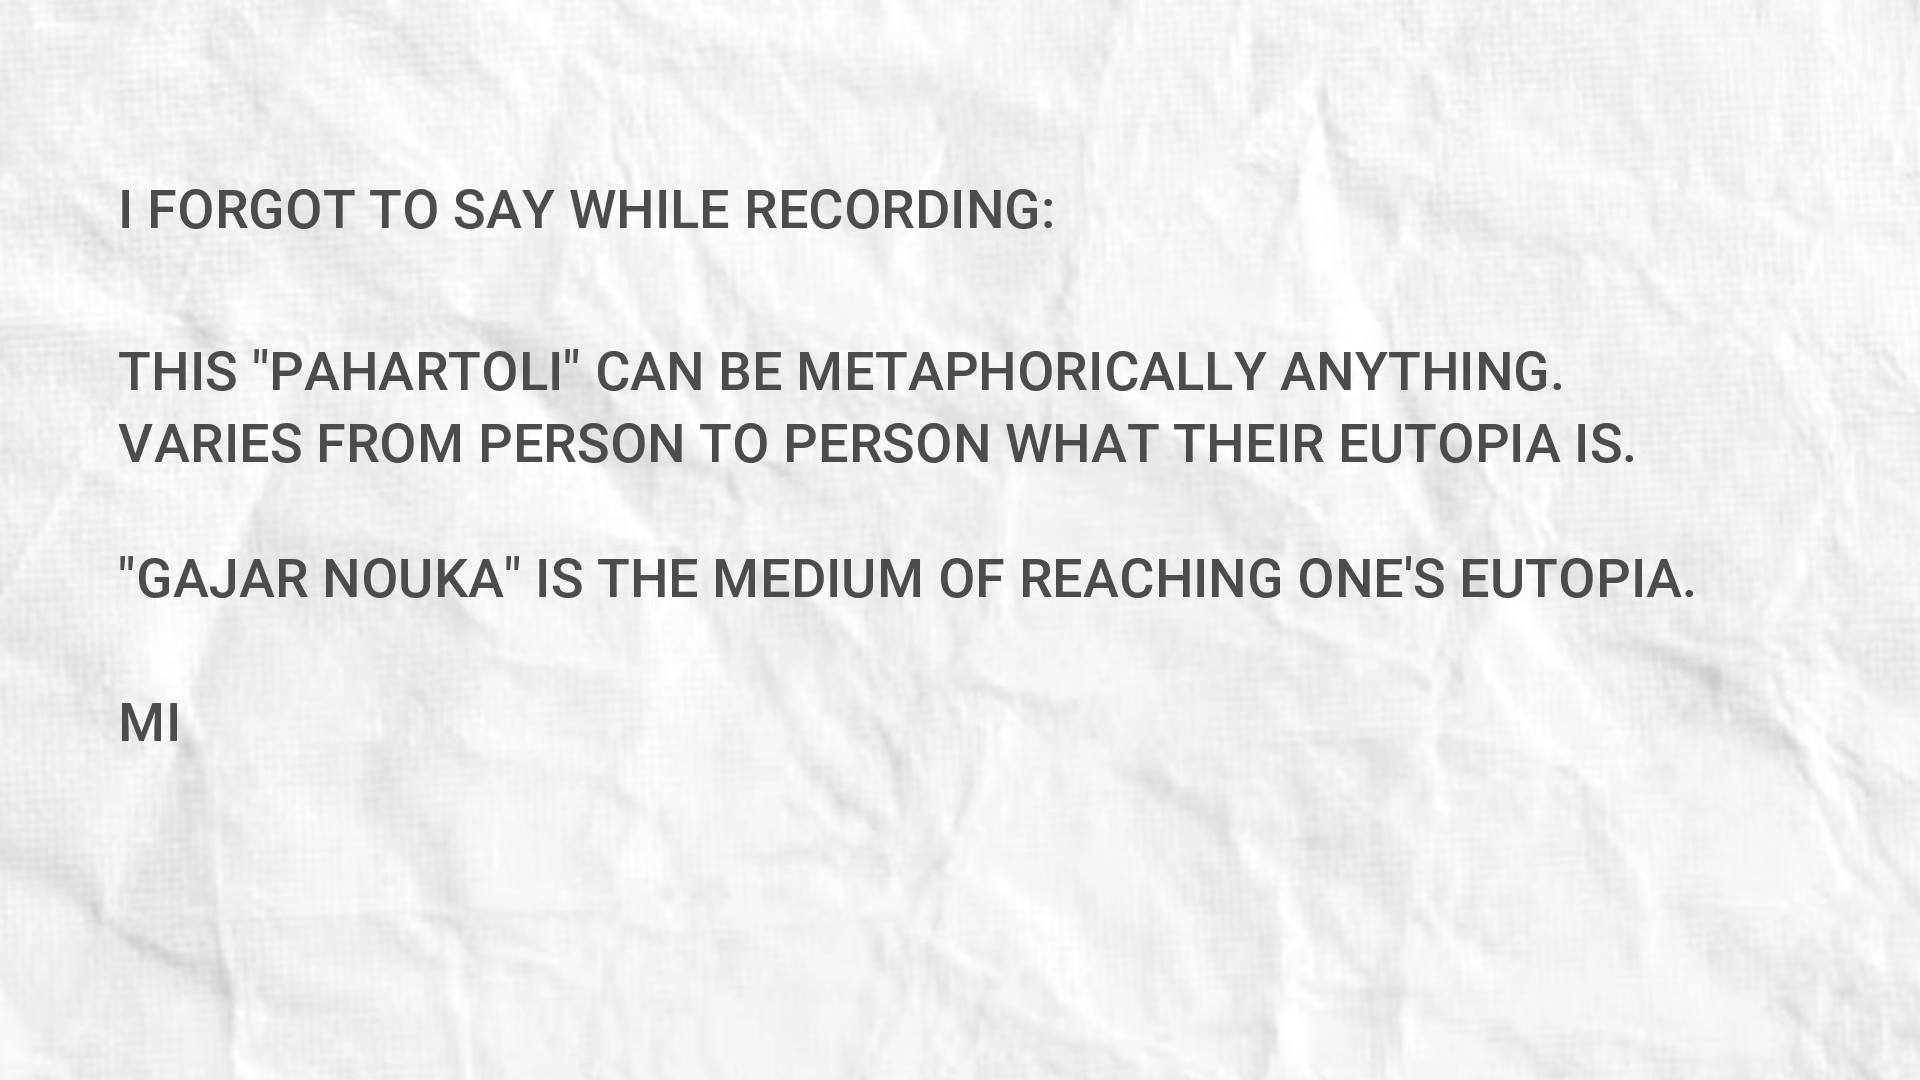 I FORGOT TO SAY WHILE RECORDING:
THIS "PAHARTOLI" CAN BE METAPHORICALLY ANYTHING.
VARIES FROM PERSON TO PERSON WHAT THEIR EUTOPIA IS.
"GAJAR NOUKA" IS THE MEDIUM OF REACHING ONE'S EUTOPIA.
MI